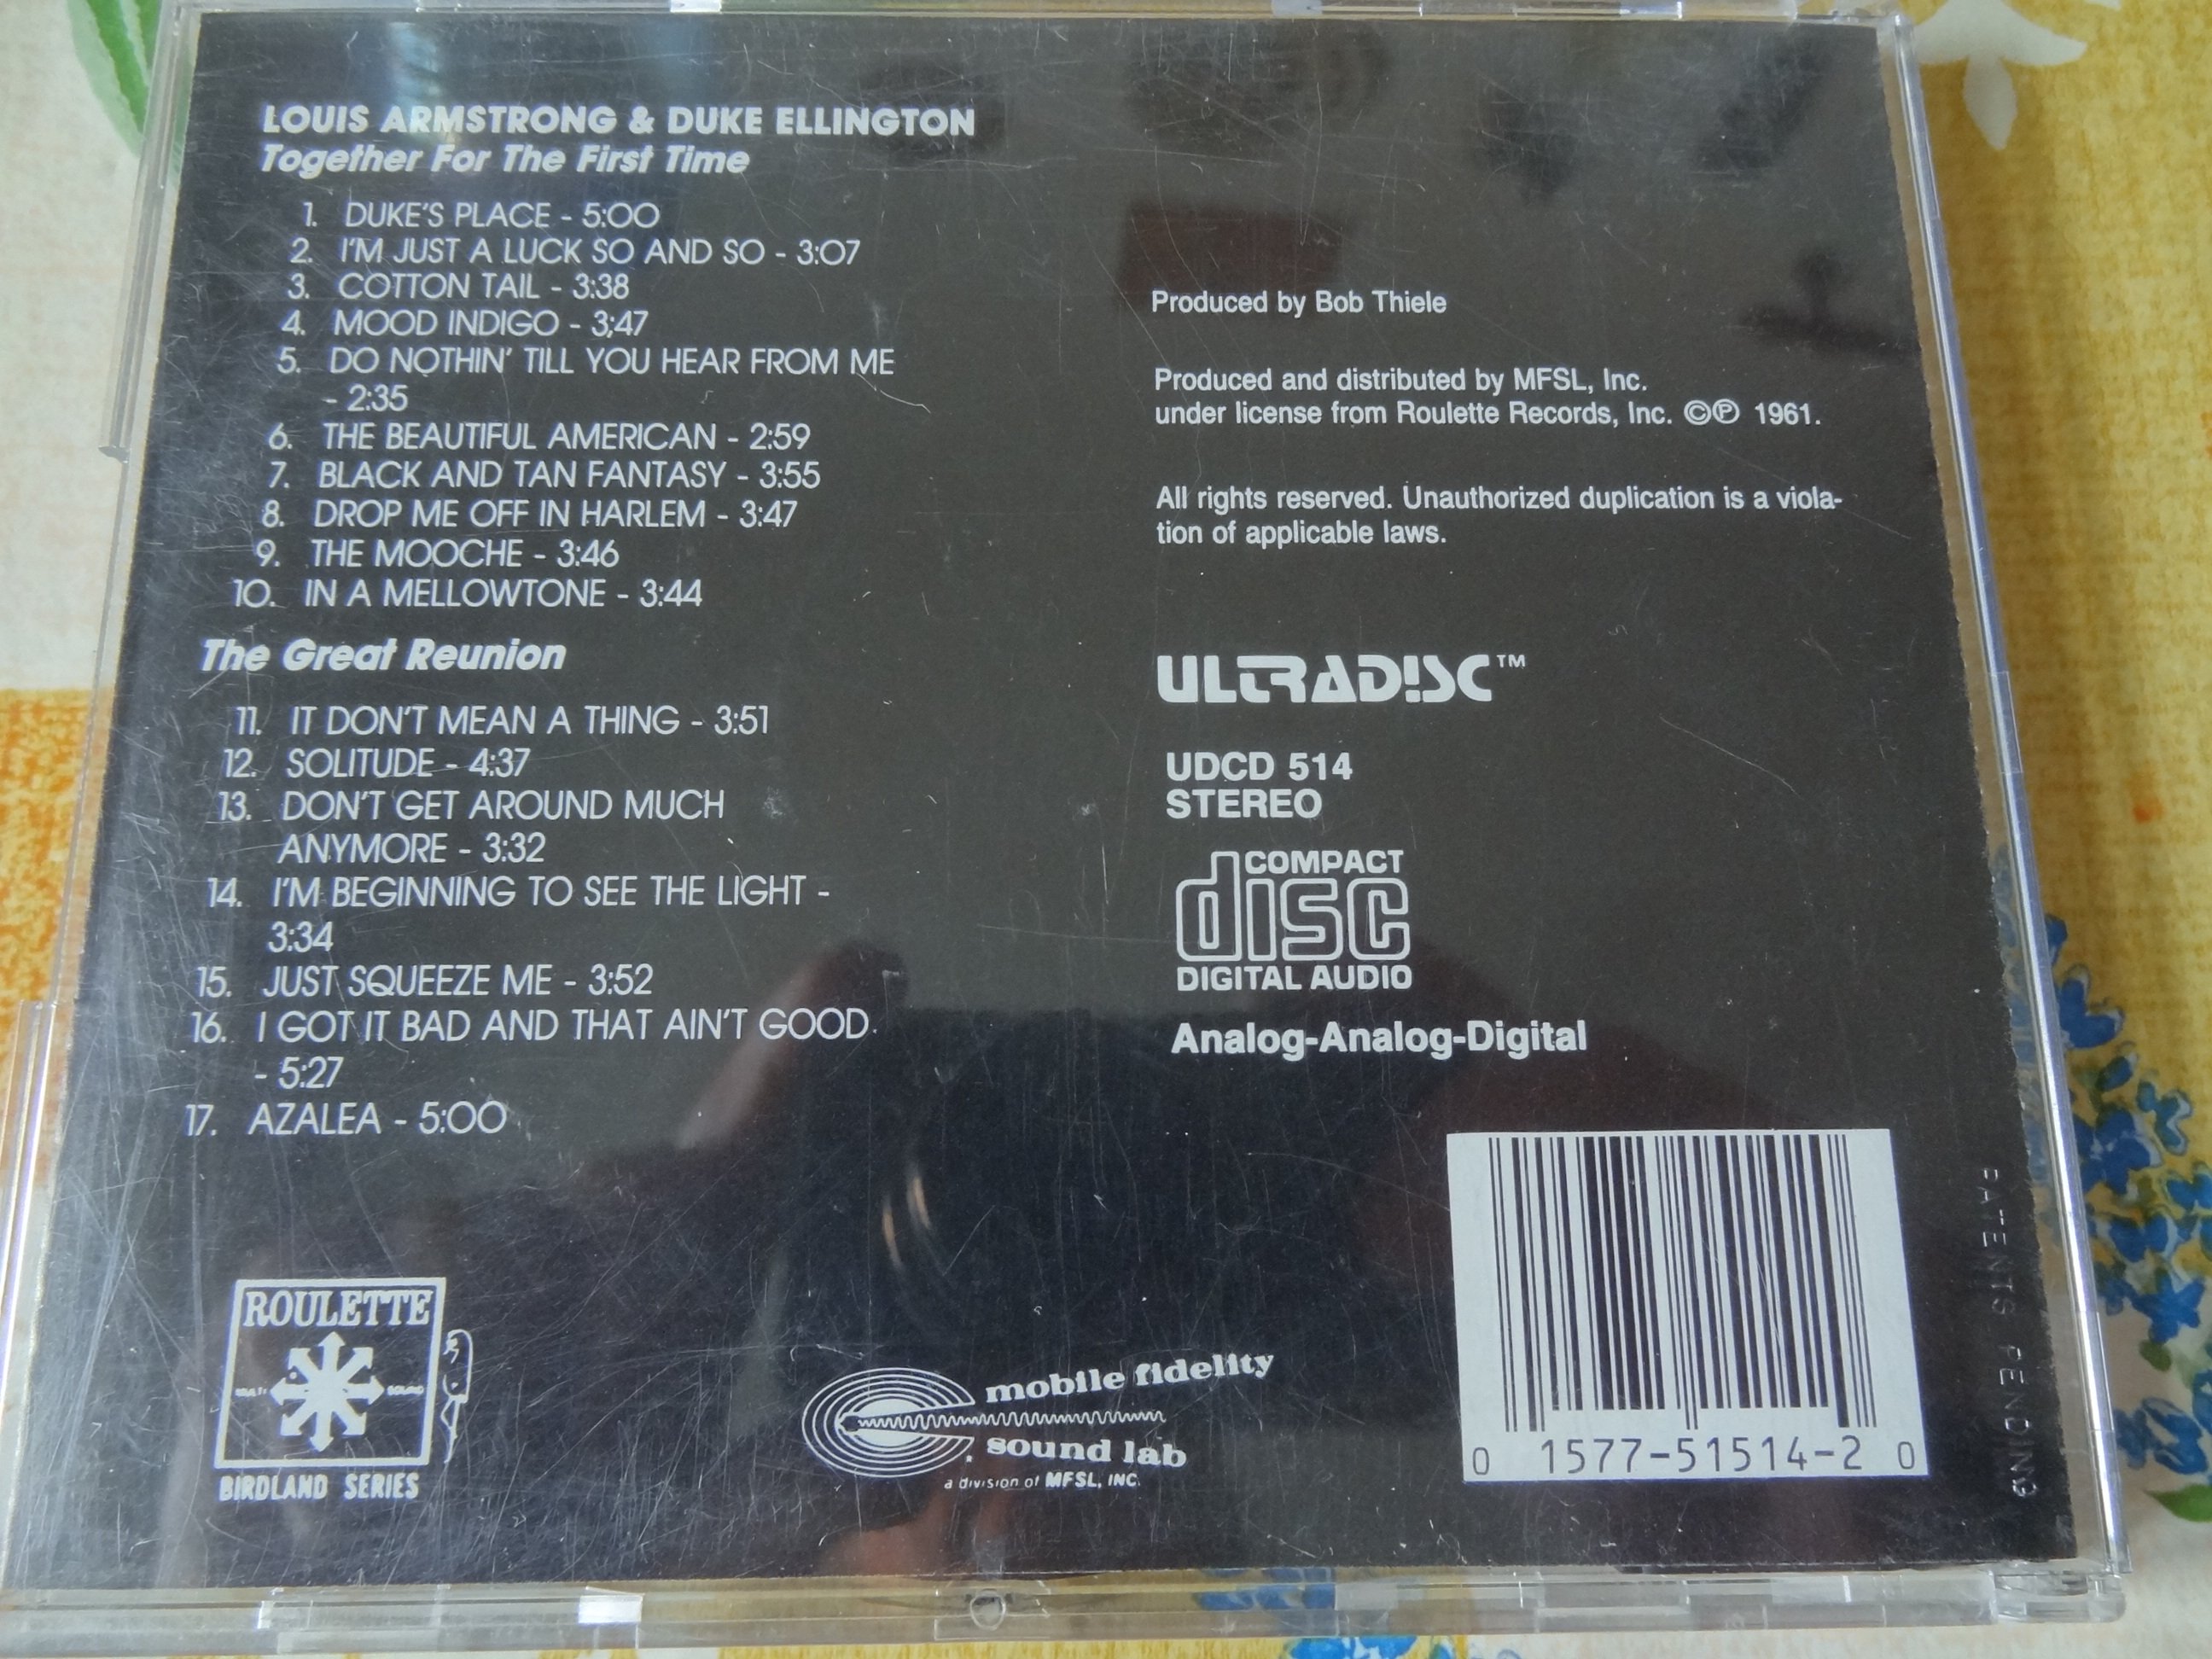 LOUIS ARMSTRONG & DUKE ELLINGTON
Together For The First Time
1. DUKE'S PLACE - 5:00
2. I'M JUST A LUCK SO AND SO - 3:07
3. COTTON TAIL - 3:38
4. MOOD INDIGO - 3;47
5. DO NOTHIN' TILL YOU HEAR FROM ME
- 2:35
6. THE BEAUTIFUL AMERICAN - 2:59
7. BLACK AND TAN FANTASY - 3:55
8. DROP ME OFF IN HARLEM - 3:47
9. THE MOOCHE - 3:46
10. IN A MELLOWTONE - 3:44
The Great Reunion
11. IT DON'T MEAN A THING - 3:51
12. SOLITUDE - 4:37
13. DON'T GET AROUND MUCH
ANYMORE - 3:32
14. I'M BEGINNING TO SEE THE LIGHT -
3:34
15. JUST SQUEEZE ME - 3:52
16. I GOT IT BAD AND THAT AIN'T GOOD
- 5:27
17. AZALEA - 5:00
Produced by Bob Thiele
Produced and distributed by MFSL, Inc.
under license from Roulette Records, Inc. ©℗ 1961.
All rights reserved. Unauthorized duplication is a viola-
tion of applicable laws.
ULTRADISC™
UDCD 514
STEREO
COMPACT
disc
DIGITAL AUDIO
Analog-Analog-Digital
ROULETTE
MULTI SOUND
BIRDLAND SERIES
mobile fidelity
sound lab
a division of MFSL, INC.
0 1577-51514-2 0
PATENTS PENDING